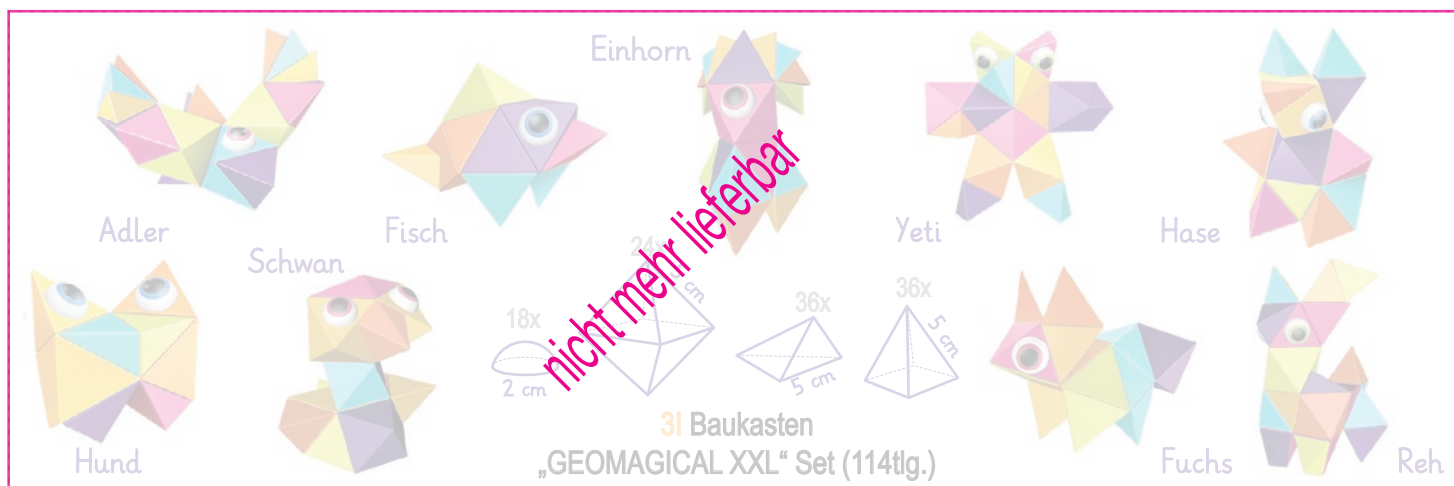 Einhorn
Adler
Fisch
Yeti
Hase
Schwan
nicht mehr lieferbar
24x
5 cm
18x
2 cm
36x
5 cm
36x
5 cm
Hund
3I Baukasten
„GEOMAGICAL XXL“ Set (114tlg.)
Fuchs
Reh